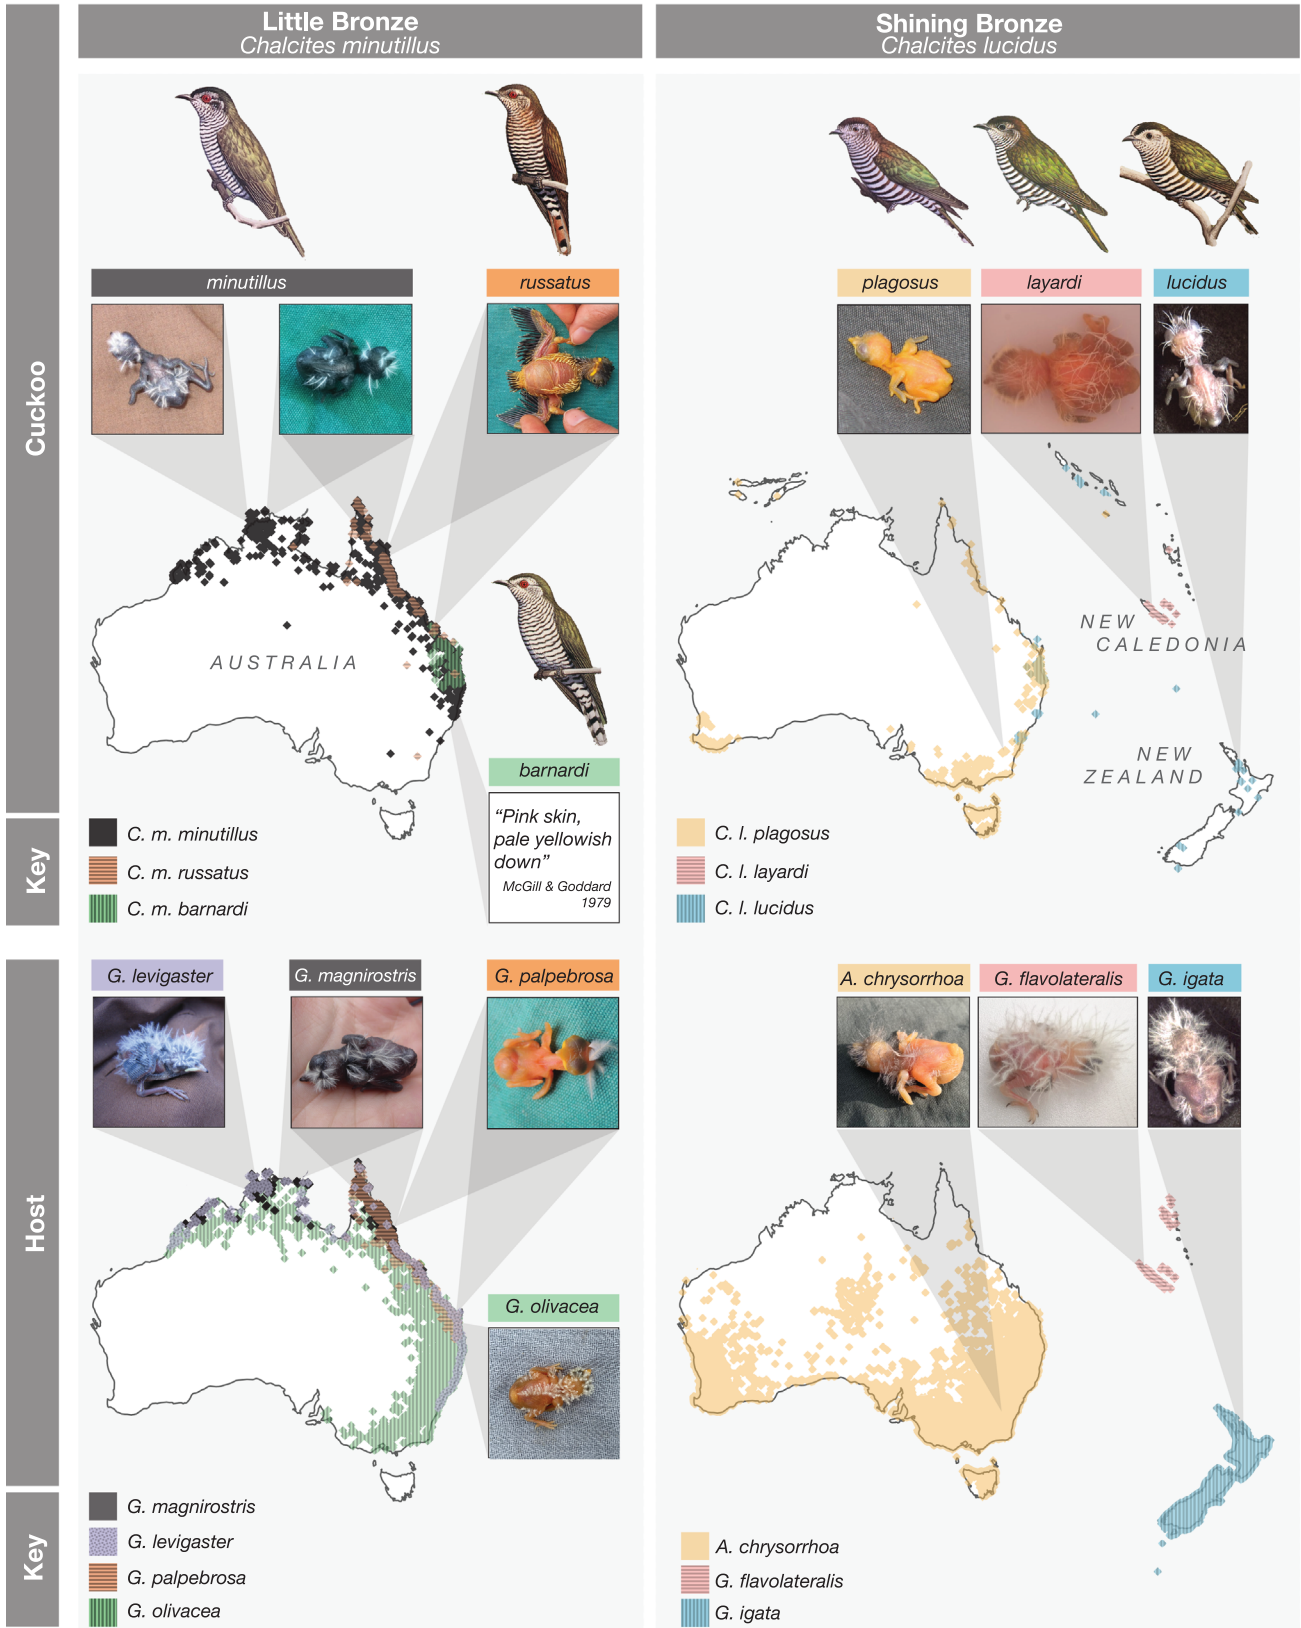 Little Bronze
Chalcites minutillus
Shining Bronze
Chalcites lucidus
Cuckoo
minutillus
russatus
plagosus
layardi
lucidus
AUSTRALIA
NEW
CALEDONIA
NEW
ZEALAND
barnardi
“Pink skin,
pale yellowish
down”
McGill & Goddard
1979
Key
C. m. minutillus
C. m. russatus
C. m. barnardi
C. l. plagosus
C. l. layardi
C. l. lucidus
Host
G. levigaster
G. magnirostris
G. palpebrosa
A. chrysorrhoa
G. flavolateralis
G. igata
G. olivacea
Key
G. magnirostris
G. levigaster
G. palpebrosa
G. olivacea
A. chrysorrhoa
G. flavolateralis
G. igata